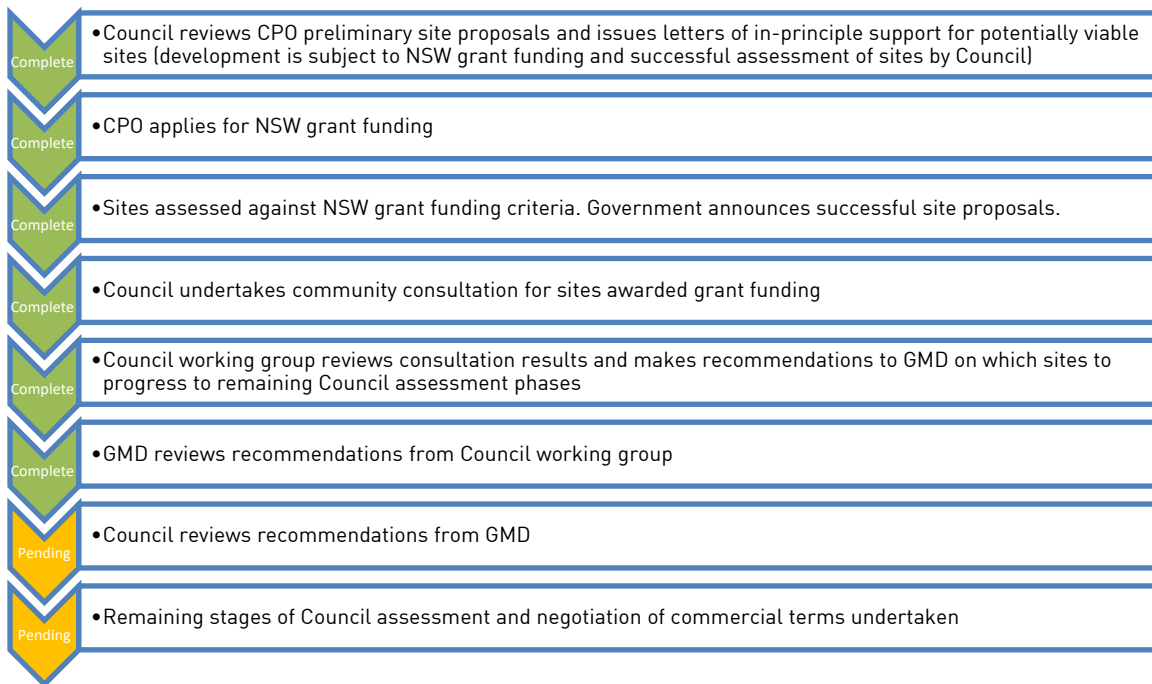 Complete
•Council reviews CPO preliminary site proposals and issues letters of in-principle support for potentially viable
sites (development is subject to NSW grant funding and successful assessment of sites by Council)
Complete
•CPO applies for NSW grant funding
Complete
•Sites assessed against NSW grant funding criteria. Government announces successful site proposals.
Complete
•Council undertakes community consultation for sites awarded grant funding
Complete
•Council working group reviews consultation results and makes recommendations to GMD on which sites to
progress to remaining Council assessment phases
Complete
•GMD reviews recommendations from Council working group
Pending
•Council reviews recommendations from GMD
Pending
•Remaining stages of Council assessment and negotiation of commercial terms undertaken